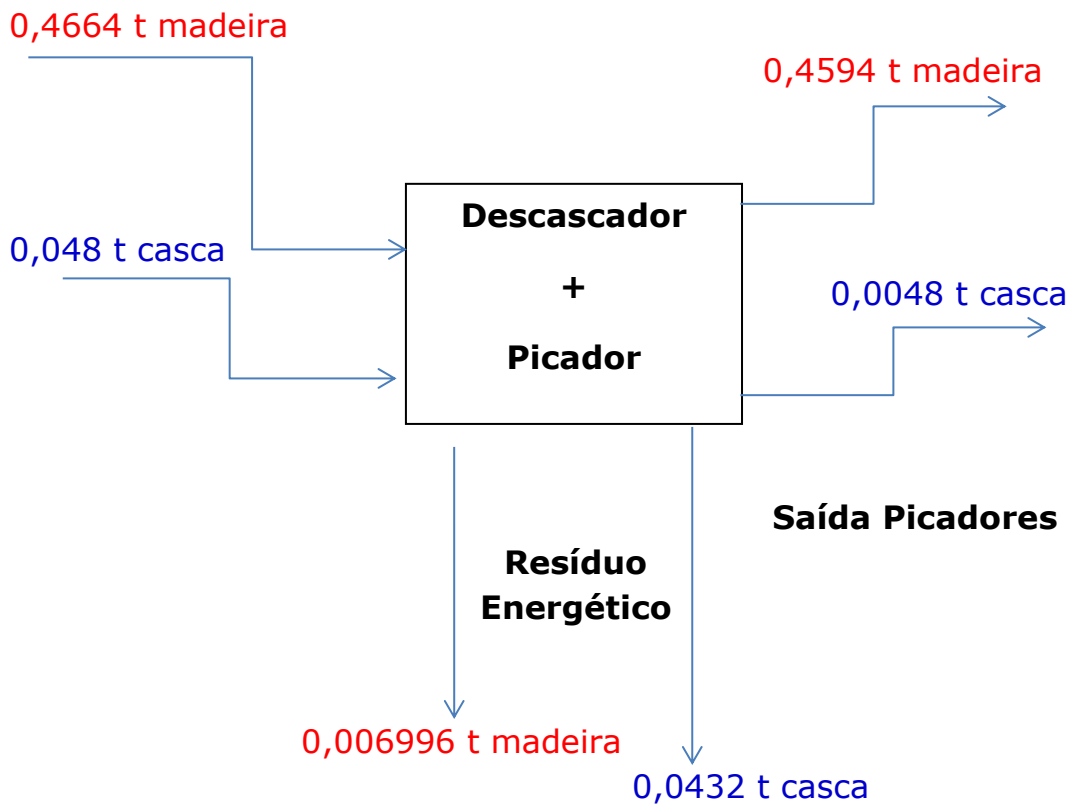 0,4664 t madeira
0,4594 t madeira
Descascador
+
Picador
0,048 t casca
0,0048 t casca
Saída Picadores
Resíduo
Energético
0,006996 t madeira
0,0432 t casca